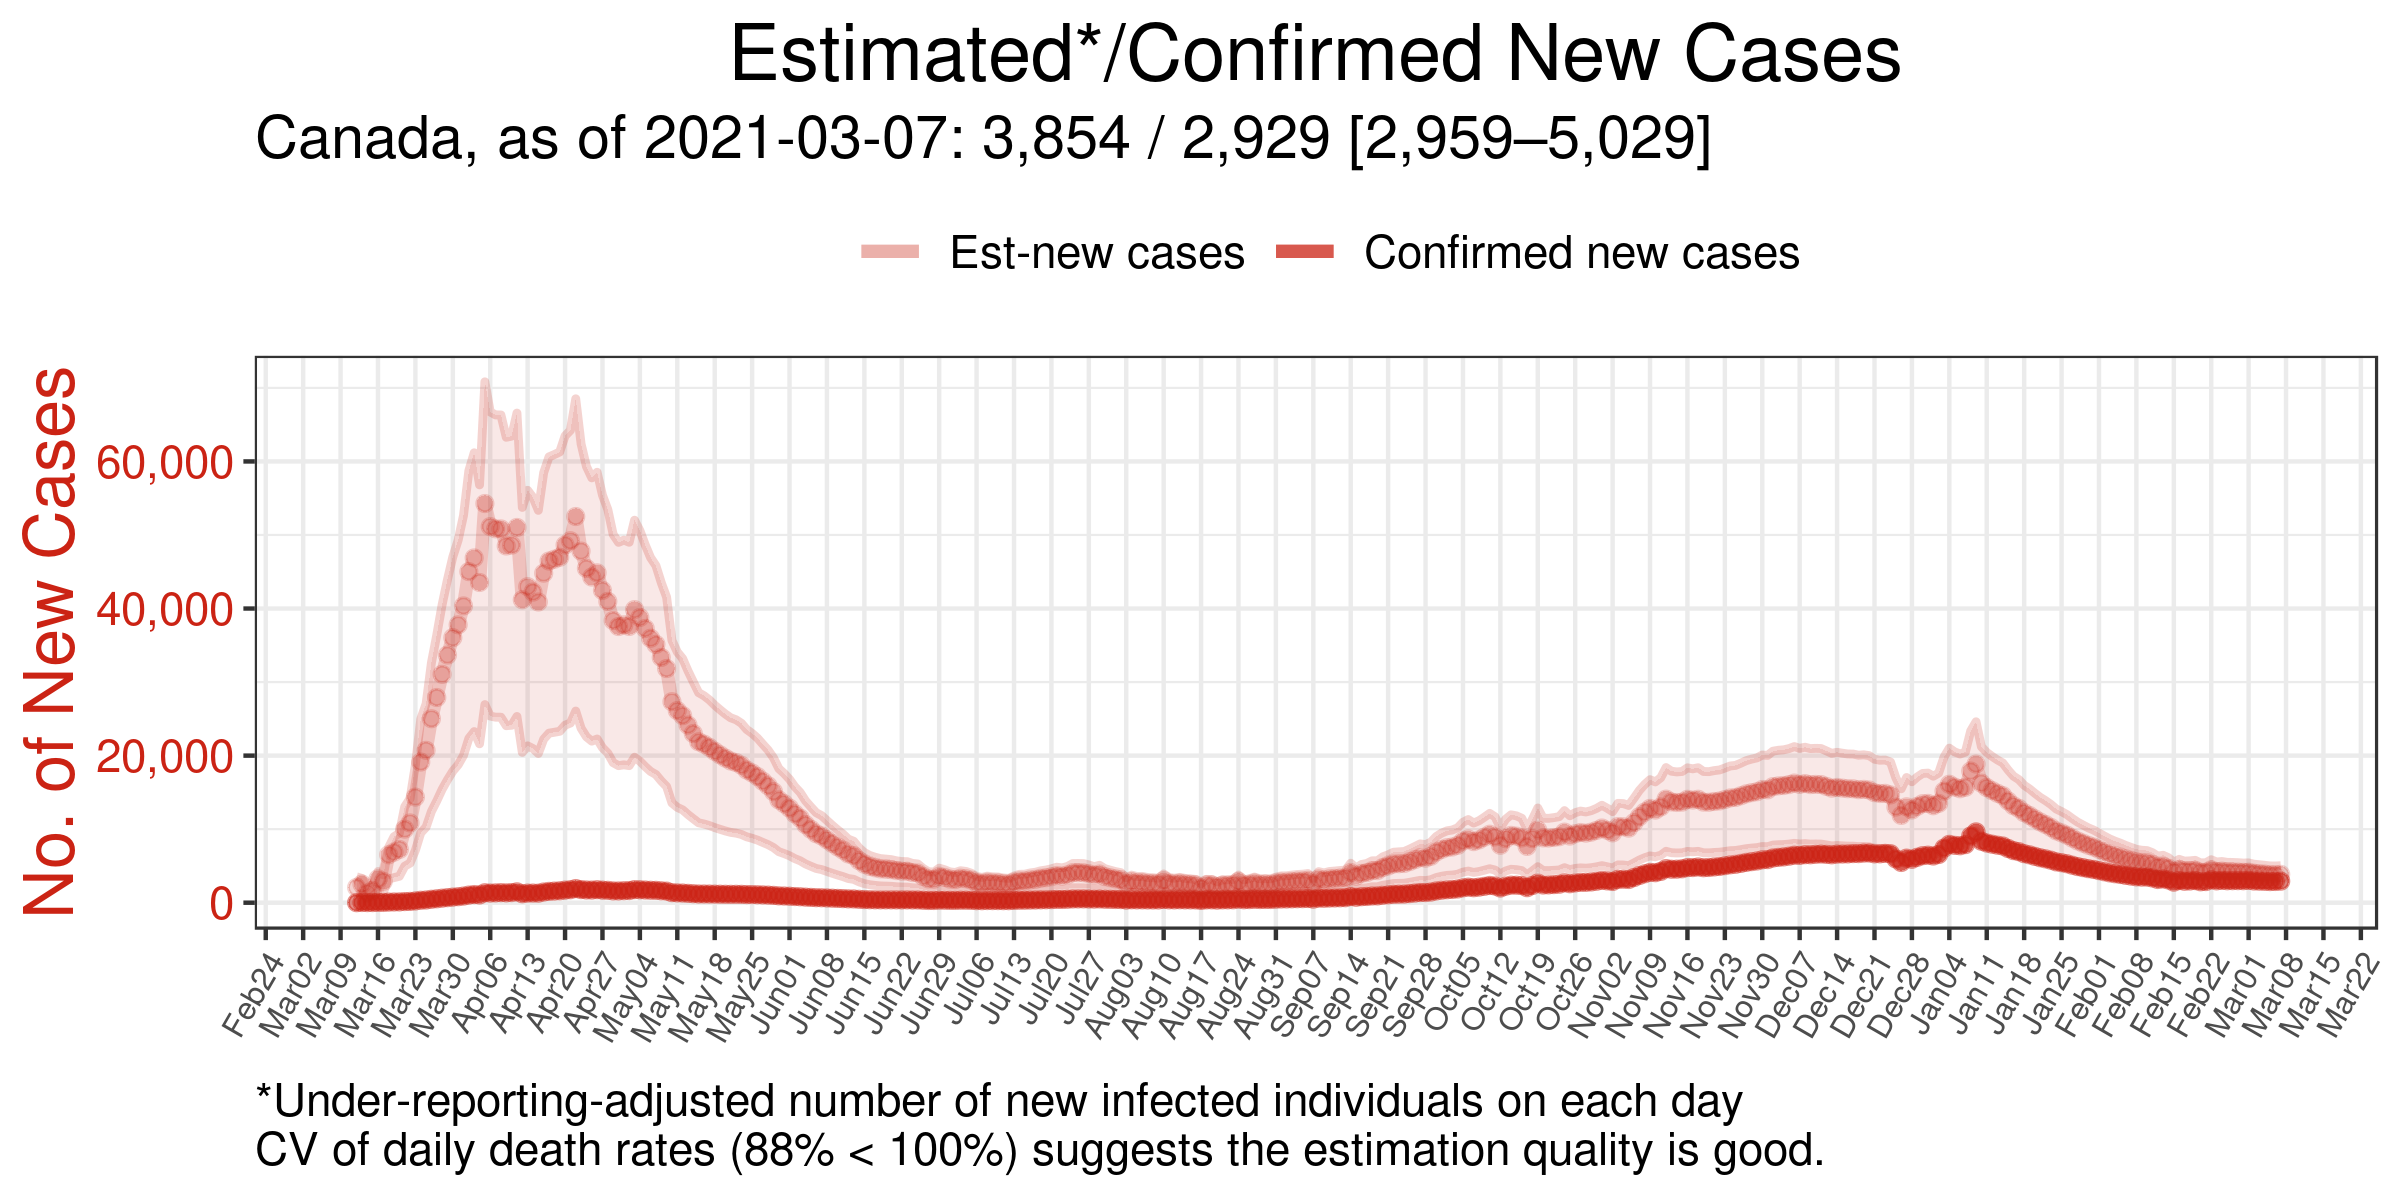 Estimated*/Confirmed New Cases
Canada, as of 2021-03-07: 3,854 / 2,929 [2,959–5,029]
Est-new cases Confirmed new cases
No. of New Cases
60,000
40,000
20,000
0
Feb24 Mar02 Mar09 Mar16 Mar23 Mar30 Apr06 Apr13 Apr20 Apr27 May04 May11 May18 May25 Jun01 Jun08 Jun15 Jun22 Jun29 Jul06 Jul13 Jul20 Jul27 Aug03 Aug10 Aug17 Aug24 Aug31 Sep07 Sep14 Sep21 Sep28 Oct05 Oct12 Oct19 Oct26 Nov02 Nov09 Nov16 Nov23 Nov30 Dec07 Dec14 Dec21 Dec28 Jan04 Jan11 Jan18 Jan25 Feb01 Feb08 Feb15 Feb22 Mar01 Mar08 Mar15 Mar22
*Under-reporting-adjusted number of new infected individuals on each day
CV of daily death rates (88% < 100%) suggests the estimation quality is good.